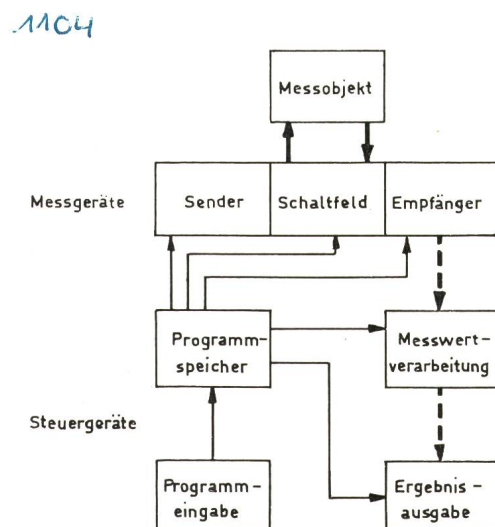 1104
Messobjekt
Messgeräte
Sender
Schaltfeld
Empfänger
Programm-
speicher
Messwert-
verarbeitung
Steuergeräte
Programm-
eingabe
Ergebnis-
ausgabe